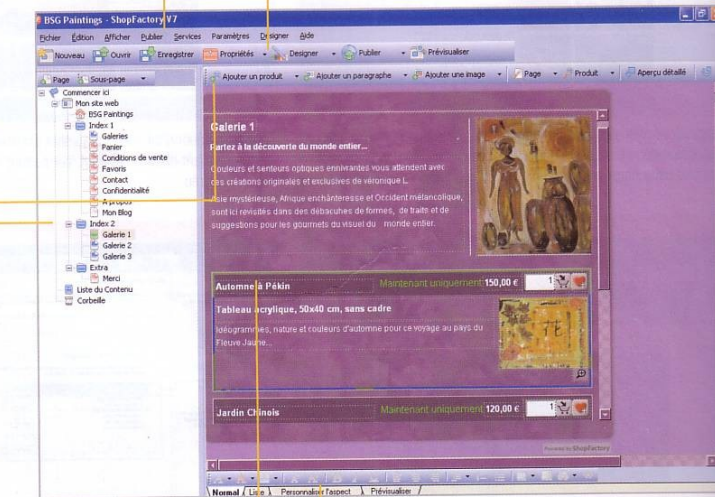 BSG Paintings - ShopFactory V7
Fichier Édition Afficher Publier Services Paramètres Designer Aide
Nouveau Ouvrir Enregistrer Propriétés Designer Publier Prévisualiser
Page Sous-page
Ajouter un produit Ajouter un paragraphe Ajouter une image Page Produit Aperçu détaillé
Commencer ici
Mon site web
BSG Paintings
Index 1
Galeries
Panier
Conditions de vente
Favoris
Contact
Confidentialité
A propos
Mon Blog
Index 2
Galerie 1
Galerie 2
Galerie 3
Extra
Merci
Liste du Contenu
Corbeille
Galerie 1
Partez à la découverte du monde entier...
Couleurs et senteurs optiques ennivrantes vous attendent avec
ces créations originales et exclusives de véronique L.
Asie mystérieuse, Afrique enchanteresse et Occident mélancolique,
sont ici revisités dans des débauches de formes, de traits et de
suggestions pour les gourmets du visuel du monde entier.
Automne à Pékin Maintenant uniquement 150,00 € 1
Tableau acrylique, 50x40 cm, sans cadre
Idéogrammes, nature et couleurs d'automne pour ce voyage au pays du
Fleuve Jaune...
Jardin Chinois Maintenant uniquement 120,00 € 1
Powered by ShopFactory
Normal Liste Personnaliser l'aspect Prévisualiser